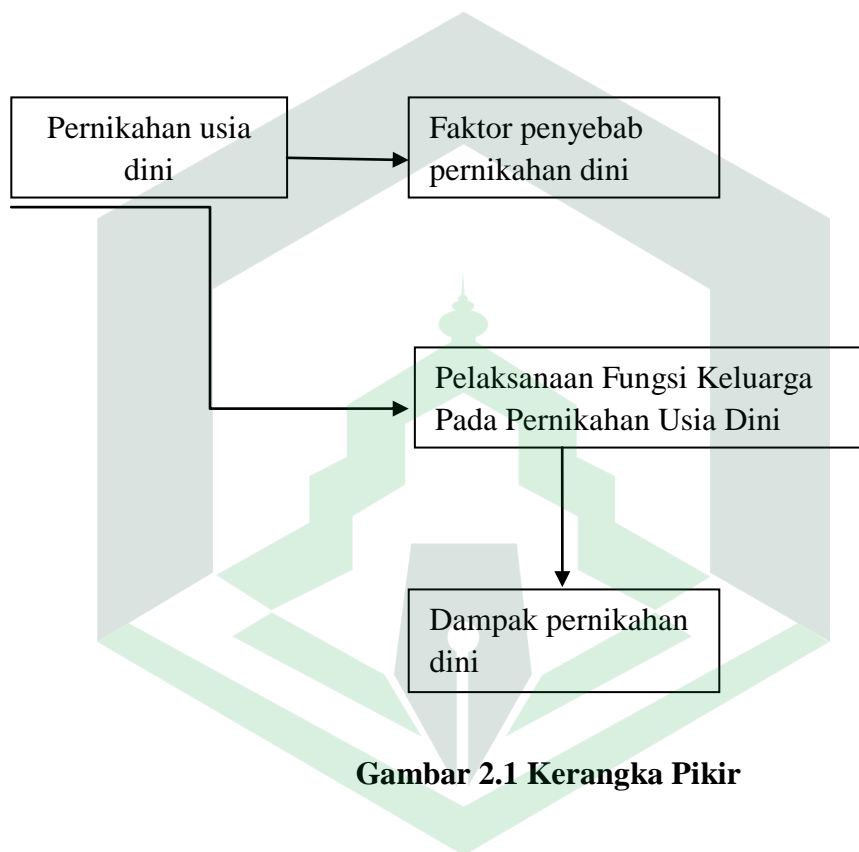 Pernikahan usia
dini
Faktor penyebab
pernikahan dini
Pelaksanaan Fungsi Keluarga
Pada Pernikahan Usia Dini
Dampak pernikahan
dini
Gambar 2.1 Kerangka Pikir